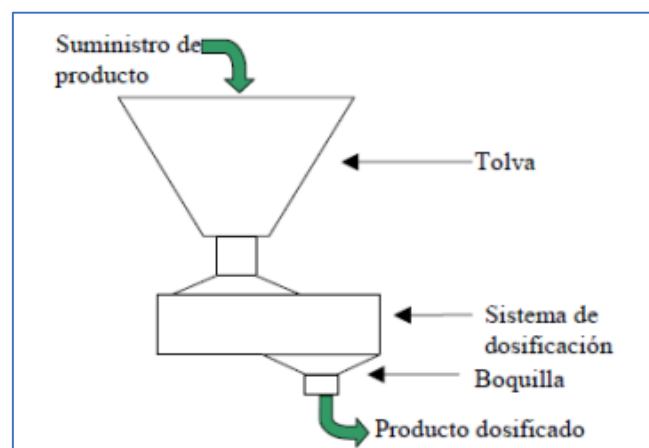 Suministro de
producto
Tolva
Sistema de
dosificación
Boquilla
Producto dosificado